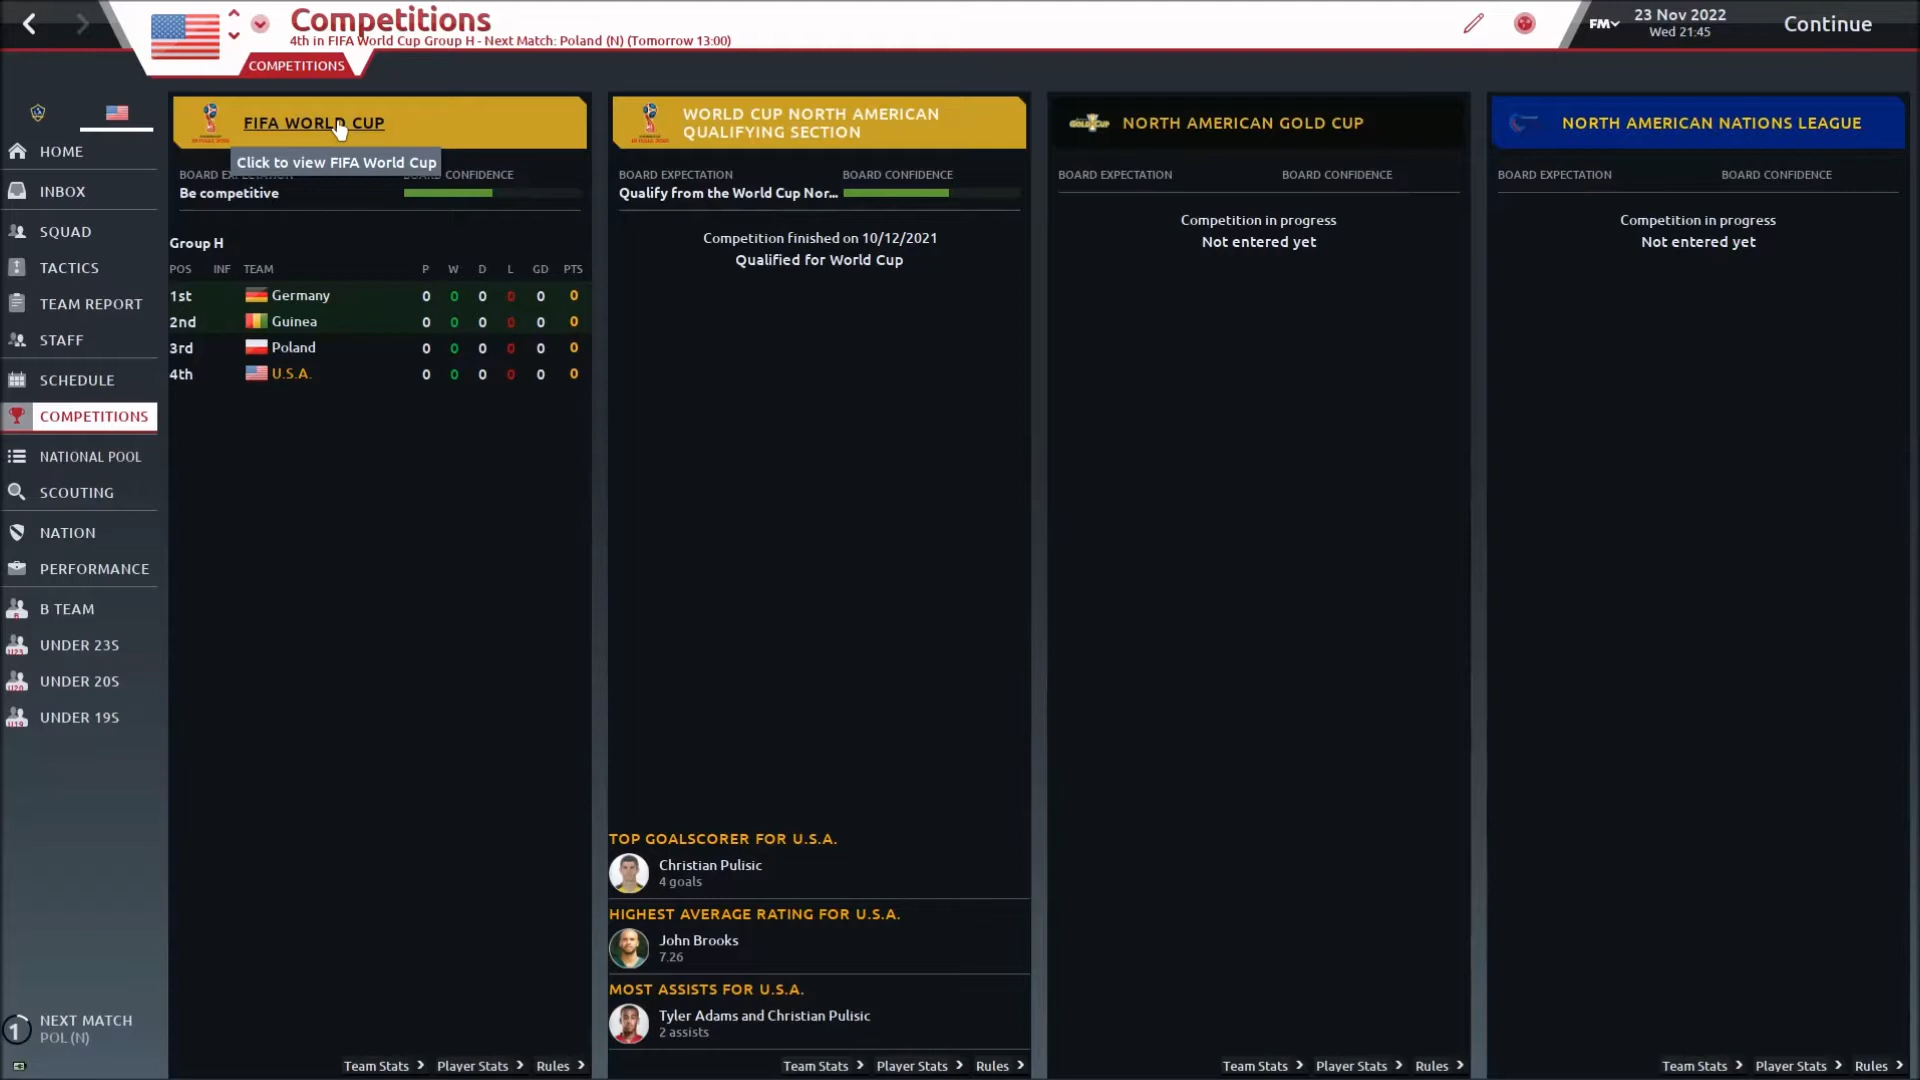 Competitions
4th in FIFA World Cup Group H - Next Match: Poland (N) (Tomorrow 13:00)
COMPETITIONS
FM
23 Nov 2022
Wed 21:45
Continue
HOME
INBOX
SQUAD
TACTICS
TEAM REPORT
STAFF
SCHEDULE
COMPETITIONS
NATIONAL POOL
SCOUTING
NATION
PERFORMANCE
B TEAM
UNDER 23S
UNDER 20S
UNDER 19S
1 NEXT MATCH
POL (N)
FIFA WORLD CUP
Click to view FIFA World Cup
BOARD CONFIDENCE
Be competitive
Group H
POS INF TEAM P W D L GD PTS
1st Germany 0 0 0 0 0 0
2nd Guinea 0 0 0 0 0 0
3rd Poland 0 0 0 0 0 0
4th U.S.A. 0 0 0 0 0 0
Team Stats Player Stats Rules
WORLD CUP NORTH AMERICAN
QUALIFYING SECTION
BOARD EXPECTATION BOARD CONFIDENCE
Qualify from the World Cup Nor...
Competition finished on 10/12/2021
Qualified for World Cup
TOP GOALSCORER FOR U.S.A.
Christian Pulisic
4 goals
HIGHEST AVERAGE RATING FOR U.S.A.
John Brooks
7.26
MOST ASSISTS FOR U.S.A.
Tyler Adams and Christian Pulisic
2 assists
Team Stats Player Stats Rules
GOLD CUP
NORTH AMERICAN GOLD CUP
BOARD EXPECTATION BOARD CONFIDENCE
Competition in progress
Not entered yet
Team Stats Player Stats Rules
NORTH AMERICAN NATIONS LEAGUE
BOARD EXPECTATION BOARD CONFIDENCE
Competition in progress
Not entered yet
Team Stats Player Stats Rules